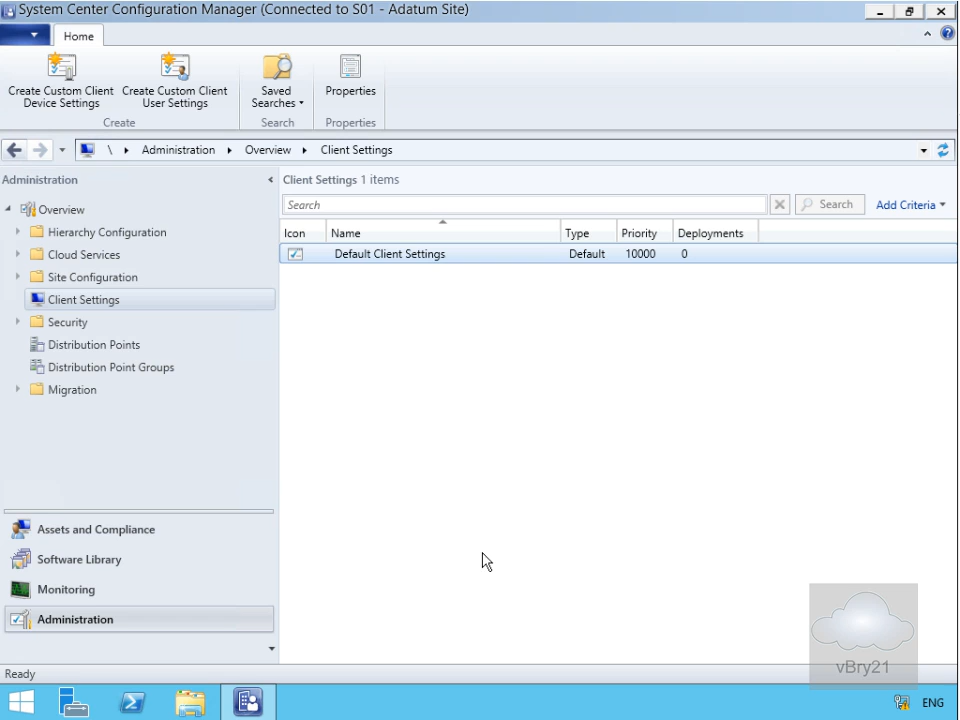 System Center Configuration Manager (Connected to S01 - Adatum Site)
Home
Create Custom Client Device Settings
Create Custom Client User Settings
Saved Searches
Properties
Create
Search
Properties
\ Administration Overview Client Settings
Administration
Client Settings 1 items
Search
Search
Add Criteria
Overview
Hierarchy Configuration
Cloud Services
Site Configuration
Client Settings
Security
Distribution Points
Distribution Point Groups
Migration
Icon Name Type Priority Deployments
Default Client Settings Default 10000 0
Assets and Compliance
Software Library
Monitoring
Administration
vBry21
Ready
ENG